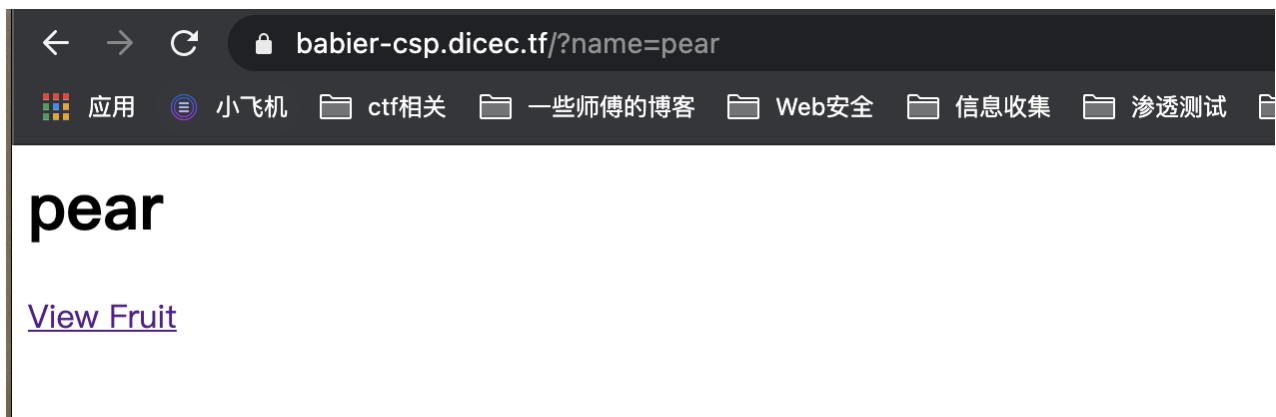 babier-csp.dicec.tf/?name=pear
应用 小飞机 ctf相关 一些师傅的博客 Web安全 信息收集 渗透测试
pear
View Fruit